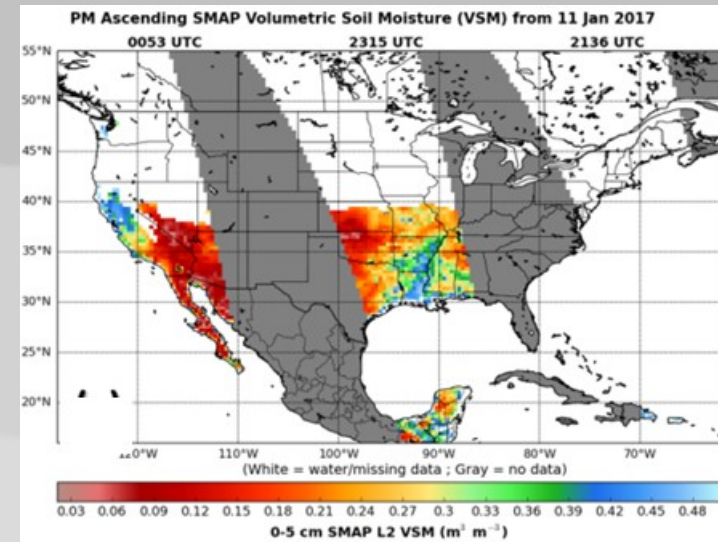 PM Ascending SMAP Volumetric Soil Moisture (VSM) from 11 Jan 2017
0053 UTC 2315 UTC 2136 UTC
55°N
50°N
45°N
40°N
35°N
30°N
25°N
20°N
110°W 100°W 90°W 80°W 70°W
(White = water/missing data ; Gray = no data)
0.03 0.06 0.09 0.12 0.15 0.18 0.21 0.24 0.27 0.3 0.33 0.36 0.39 0.42 0.45 0.48
0-5 cm SMAP L2 VSM (m³ m⁻³)